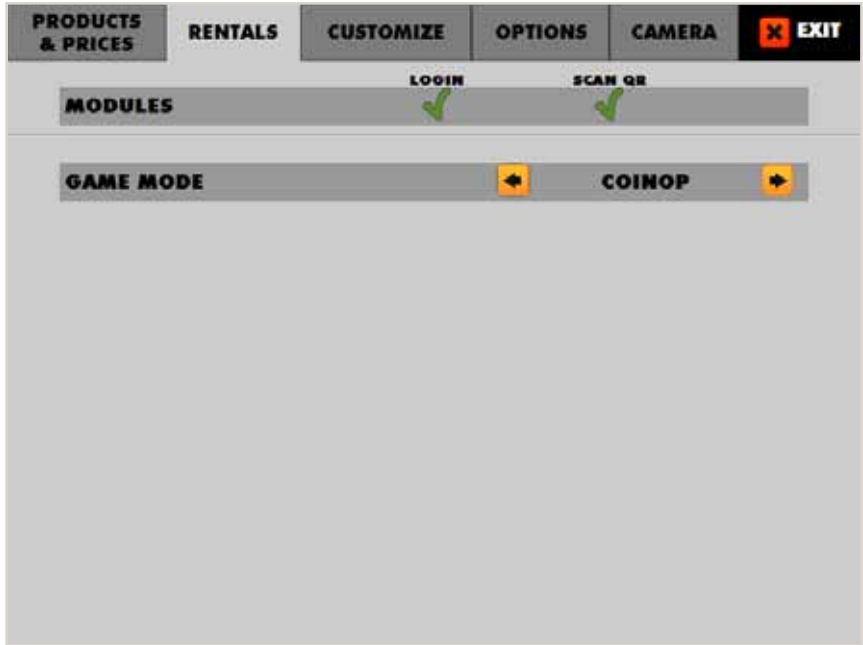 PRODUCTS
& PRICES
RENTALS
CUSTOMIZE
OPTIONS
CAMERA
EXIT
LOGIN
SCAN QR
MODULES
GAME MODE
COINOP